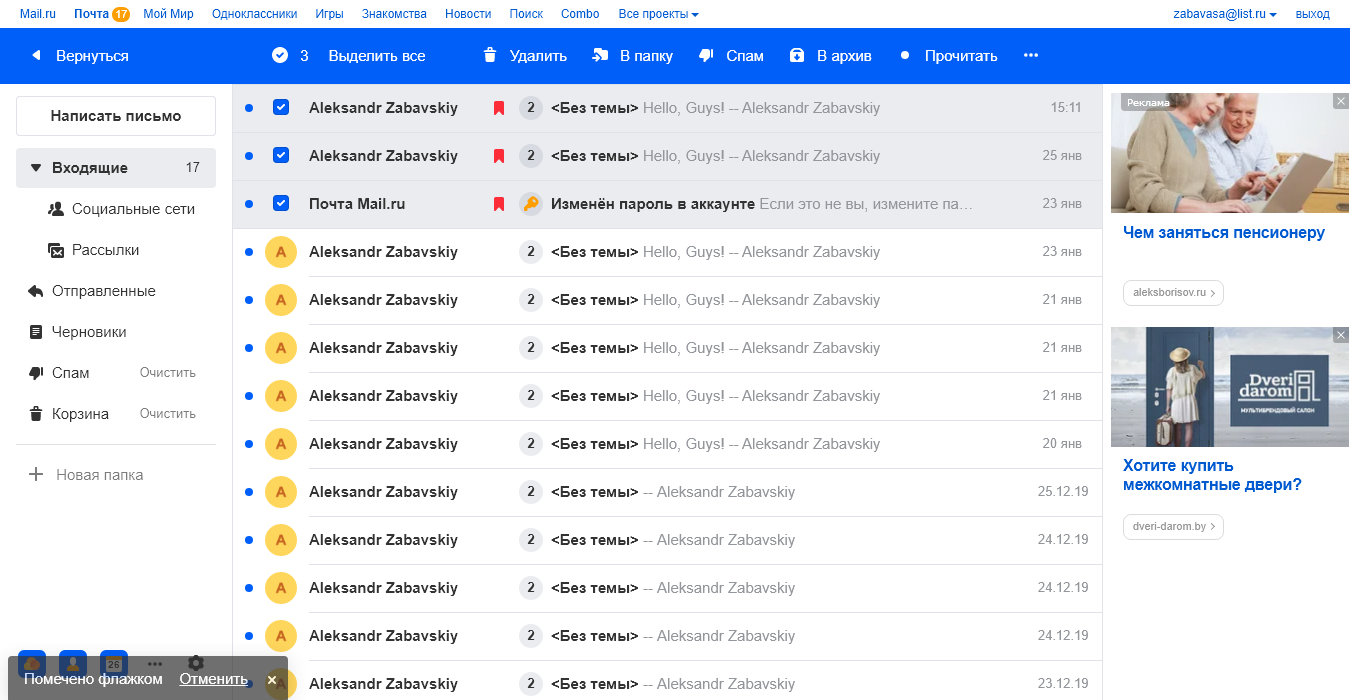 Mail.ru Почта 17 Мой Мир Одноклассники Игры Знакомства Новости Поиск Combo Все проекты zabavasa@list.ru выход
Вернуться 3 Выделить все Удалить В папку Спам В архив Прочитать
Написать письмо
Входящие 17
Социальные сети
Рассылки
Отправленные
Черновики
Спам Очистить
Корзина Очистить
Новая папка
Aleksandr Zabavskiy 2 <Без темы> Hello, Guys! -- Aleksandr Zabavskiy 15:11
Aleksandr Zabavskiy 2 <Без темы> Hello, Guys! -- Aleksandr Zabavskiy 25 янв
Почта Mail.ru Изменён пароль в аккаунте Если это не вы, измените па… 23 янв
A Aleksandr Zabavskiy 2 <Без темы> Hello, Guys! -- Aleksandr Zabavskiy 23 янв
A Aleksandr Zabavskiy 2 <Без темы> Hello, Guys! -- Aleksandr Zabavskiy 21 янв
A Aleksandr Zabavskiy 2 <Без темы> Hello, Guys! -- Aleksandr Zabavskiy 21 янв
A Aleksandr Zabavskiy 2 <Без темы> Hello, Guys! -- Aleksandr Zabavskiy 21 янв
A Aleksandr Zabavskiy 2 <Без темы> Hello, Guys! -- Aleksandr Zabavskiy 20 янв
A Aleksandr Zabavskiy 2 <Без темы> -- Aleksandr Zabavskiy 25.12.19
A Aleksandr Zabavskiy 2 <Без темы> -- Aleksandr Zabavskiy 24.12.19
A Aleksandr Zabavskiy 2 <Без темы> -- Aleksandr Zabavskiy 24.12.19
A Aleksandr Zabavskiy 2 <Без темы> -- Aleksandr Zabavskiy 24.12.19
A Aleksandr Zabavskiy 2 <Без темы> -- Aleksandr Zabavskiy 23.12.19
26
Помечено флажком Отменить
Реклама
Чем заняться пенсионеру
aleksborisov.ru
Dveri
darom
МУЛЬТИБРЕНДОВЫЙ САЛОН
Хотите купить
межкомнатные двери?
dveri-darom.by